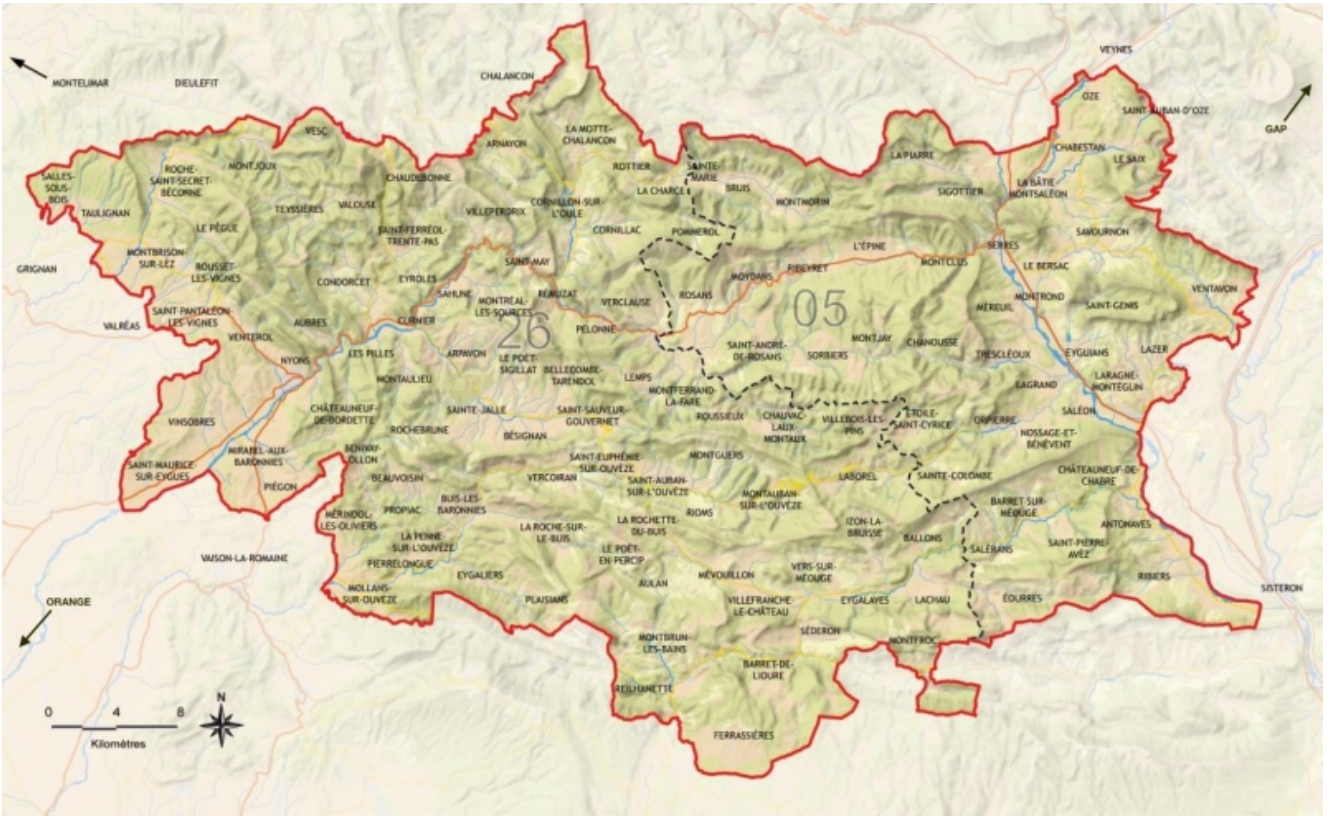 VEYNES
MONTELIMAR
DIEULEFIT
CHALANCON
OZE
SAINT-AUBAN-D'OZE
GAP
VESC
LA MOTTE-
CHALANCON
ARNAYON
CHABESTAN
LE SAIX
LA PIARRE
MONTJOUX
ROCHE-
SAINT-SECRET-
BÉCONNE
SALLES-
SOUS-
BOIS
CHAUDEBONNE
ROTTIER
SAINTE-
MARIE
LA CHARCE
BRUIS
MONTMORIN
SIGOTTIER
LA BÂTIE-
MONTSALÉON
TAULIGNAN
TEYSSIÈRES
VALOUSE
VILLEPERDRIX
CORNILLON-SUR
L'OULE
LE PÈGUE
SAINT-FERRÉOL-
TRENTE-PAS
CORNILLAC
POMMEROL
L'ÉPINE
SERRES
SAVOURNON
MONTBRISON-
SUR-LEZ
ROUSSET-
LES-VIGNES
GRIGNAN
SAINT-MAY
RIBEYRET
MONTCLUS
LE BERSAC
CONDORCET
EYROLES
SAHUNE
MONTRÉAL-
LES-SOURCES
RÉMUZAT
VERCLAUSE
ROSANS
MOYDANS
MÉREUIL
MONTROND
SAINT-GENIS
VENTAVON
SAINT-PANTALÉON
LES-VIGNES
VALRÉAS
VENTEROL
AUBRES
CURNIER
26
05
PELONNE
NYONS
LES PILLES
ARPAVON
LE POËT-
SIGILLAT
BELLECOMBE-
TARENDOL
LEMPS
SAINT-ANDRÉ-
DE-ROSANS
SORBIERS
MONTJAY
CHANOUSSE
TRESCLÉOUX
EYGUIANS
LAZER
MONTAULIEU
MONTFERRAND-
LA-FARE
LAGRAND
LARAGNE-
MONTÉGLIN
VINSOBRES
CHÂTEAUNEUF-
DE-BORDETTE
SAINTE-JALLE
SAINT-SAUVEUR-
GOUVERNET
ROUSSIEUX
CHAUVAC-
LAUX-
MONTAUX
VILLEBOIS-LES-
PINS
ÉTOILE-
SAINT-CYRICE
ORPIERRE
SALÉON
ROCHEBRUNE
BÉSIGNAN
NOSSAGE-ET-
BÉNÉVENT
SAINT-MAURICE-
SUR-EYGUES
MIRABEL-AUX-
BARONNIES
BENIVAY-
OLLON
SAINT-EUPHÉMIE-
SUR-OUVÈZE
MONTGUERS
PIÉGON
BEAUVOISIN
VERCOIRAN
SAINT-AUBAN-
SUR-L'OUVÈZE
LABOREL
SAINTE-COLOMBE
CHÂTEAUNEUF-DE-
CHABRE
MÉRINDOL-
LES-OLIVIERS
PROPIAC
BUIS-LES-
BARONNIES
MONTAUBAN-
SUR-L'OUVÈZE
BARRET SUR-
MÉOUGE
LA ROCHE-SUR-
LE-BUIS
LA ROCHETTE-
DU-BUIS
RIOMS
IZON-LA-
BRUISSE
BALLONS
ANTONAVES
LA PENNE
SUR-L'OUVÈZE
VAISON-LA-ROMAINE
PIERRELONGUE
LE POËT-
EN-PERCIP
SALÉRANS
SAINT-PIERRE-
AVEZ
EYGALIERS
AULAN
MÉVOUILLON
VERS-SUR-
MÉOUGE
RIBIERS
SISTERON
MOLLANS-
SUR-OUVÈZE
PLAISIANS
VILLEFRANCHE-
LE-CHÂTEAU
EYGALAYES
LACHAU
ÉOURRES
ORANGE
MONTBRUN-
LES-BAINS
SÉDERON
MONTFROC
BARRET-DE-
LIOURE
REILHANETTE
FERRASSIÈRES
N
0 4 8
Kilomètres